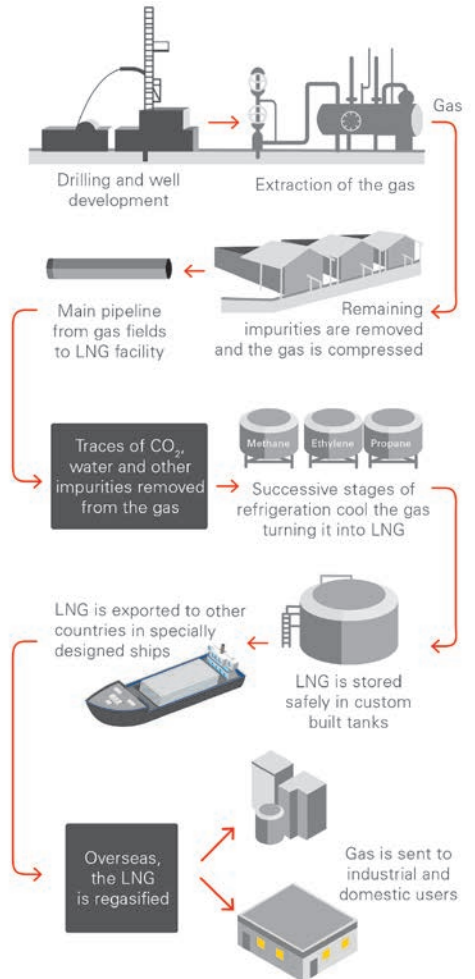 Gas
Drilling and well
development
Extraction of the gas
Main pipeline
from gas fields
to LNG facility
Remaining
impurities are removed
and the gas is compressed
Traces of CO₂,
water and other
impurities removed
from the gas
Methane
Ethylene
Propane
Successive stages of
refrigeration cool the gas
turning it into LNG
LNG is exported to other
countries in specially
designed ships
LNG is stored
safely in custom
built tanks
Overseas,
the LNG
is regasified
Gas is sent to
industrial and
domestic users